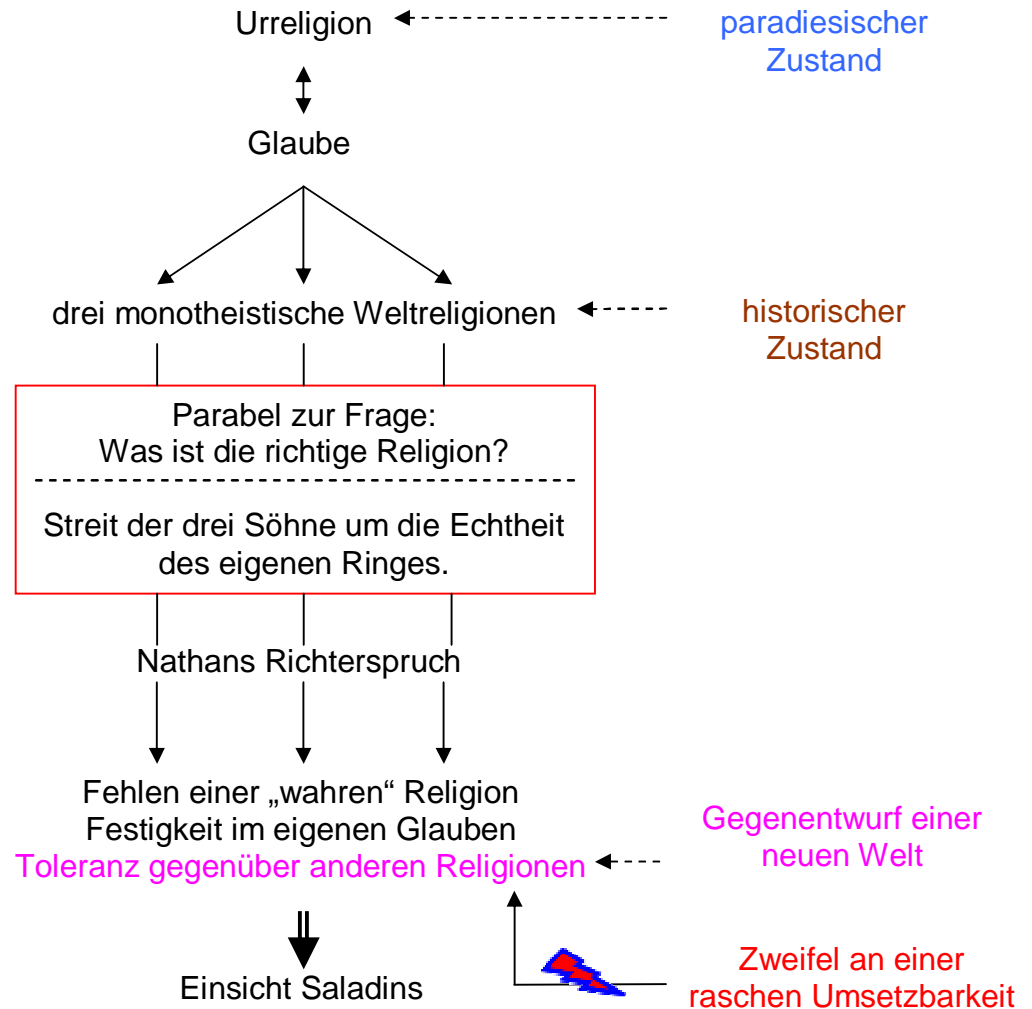 Urreligion
paradiesischer
Zustand
Glaube
drei monotheistische Weltreligionen
historischer
Zustand
Parabel zur Frage:
Was ist die richtige Religion?
Streit der drei Söhne um die Echtheit
des eigenen Ringes.
Nathans Richterspruch
Fehlen einer „wahren“ Religion
Festigkeit im eigenen Glauben
Toleranz gegenüber anderen Religionen
Gegenentwurf einer
neuen Welt
Einsicht Saladins
Zweifel an einer
raschen Umsetzbarkeit